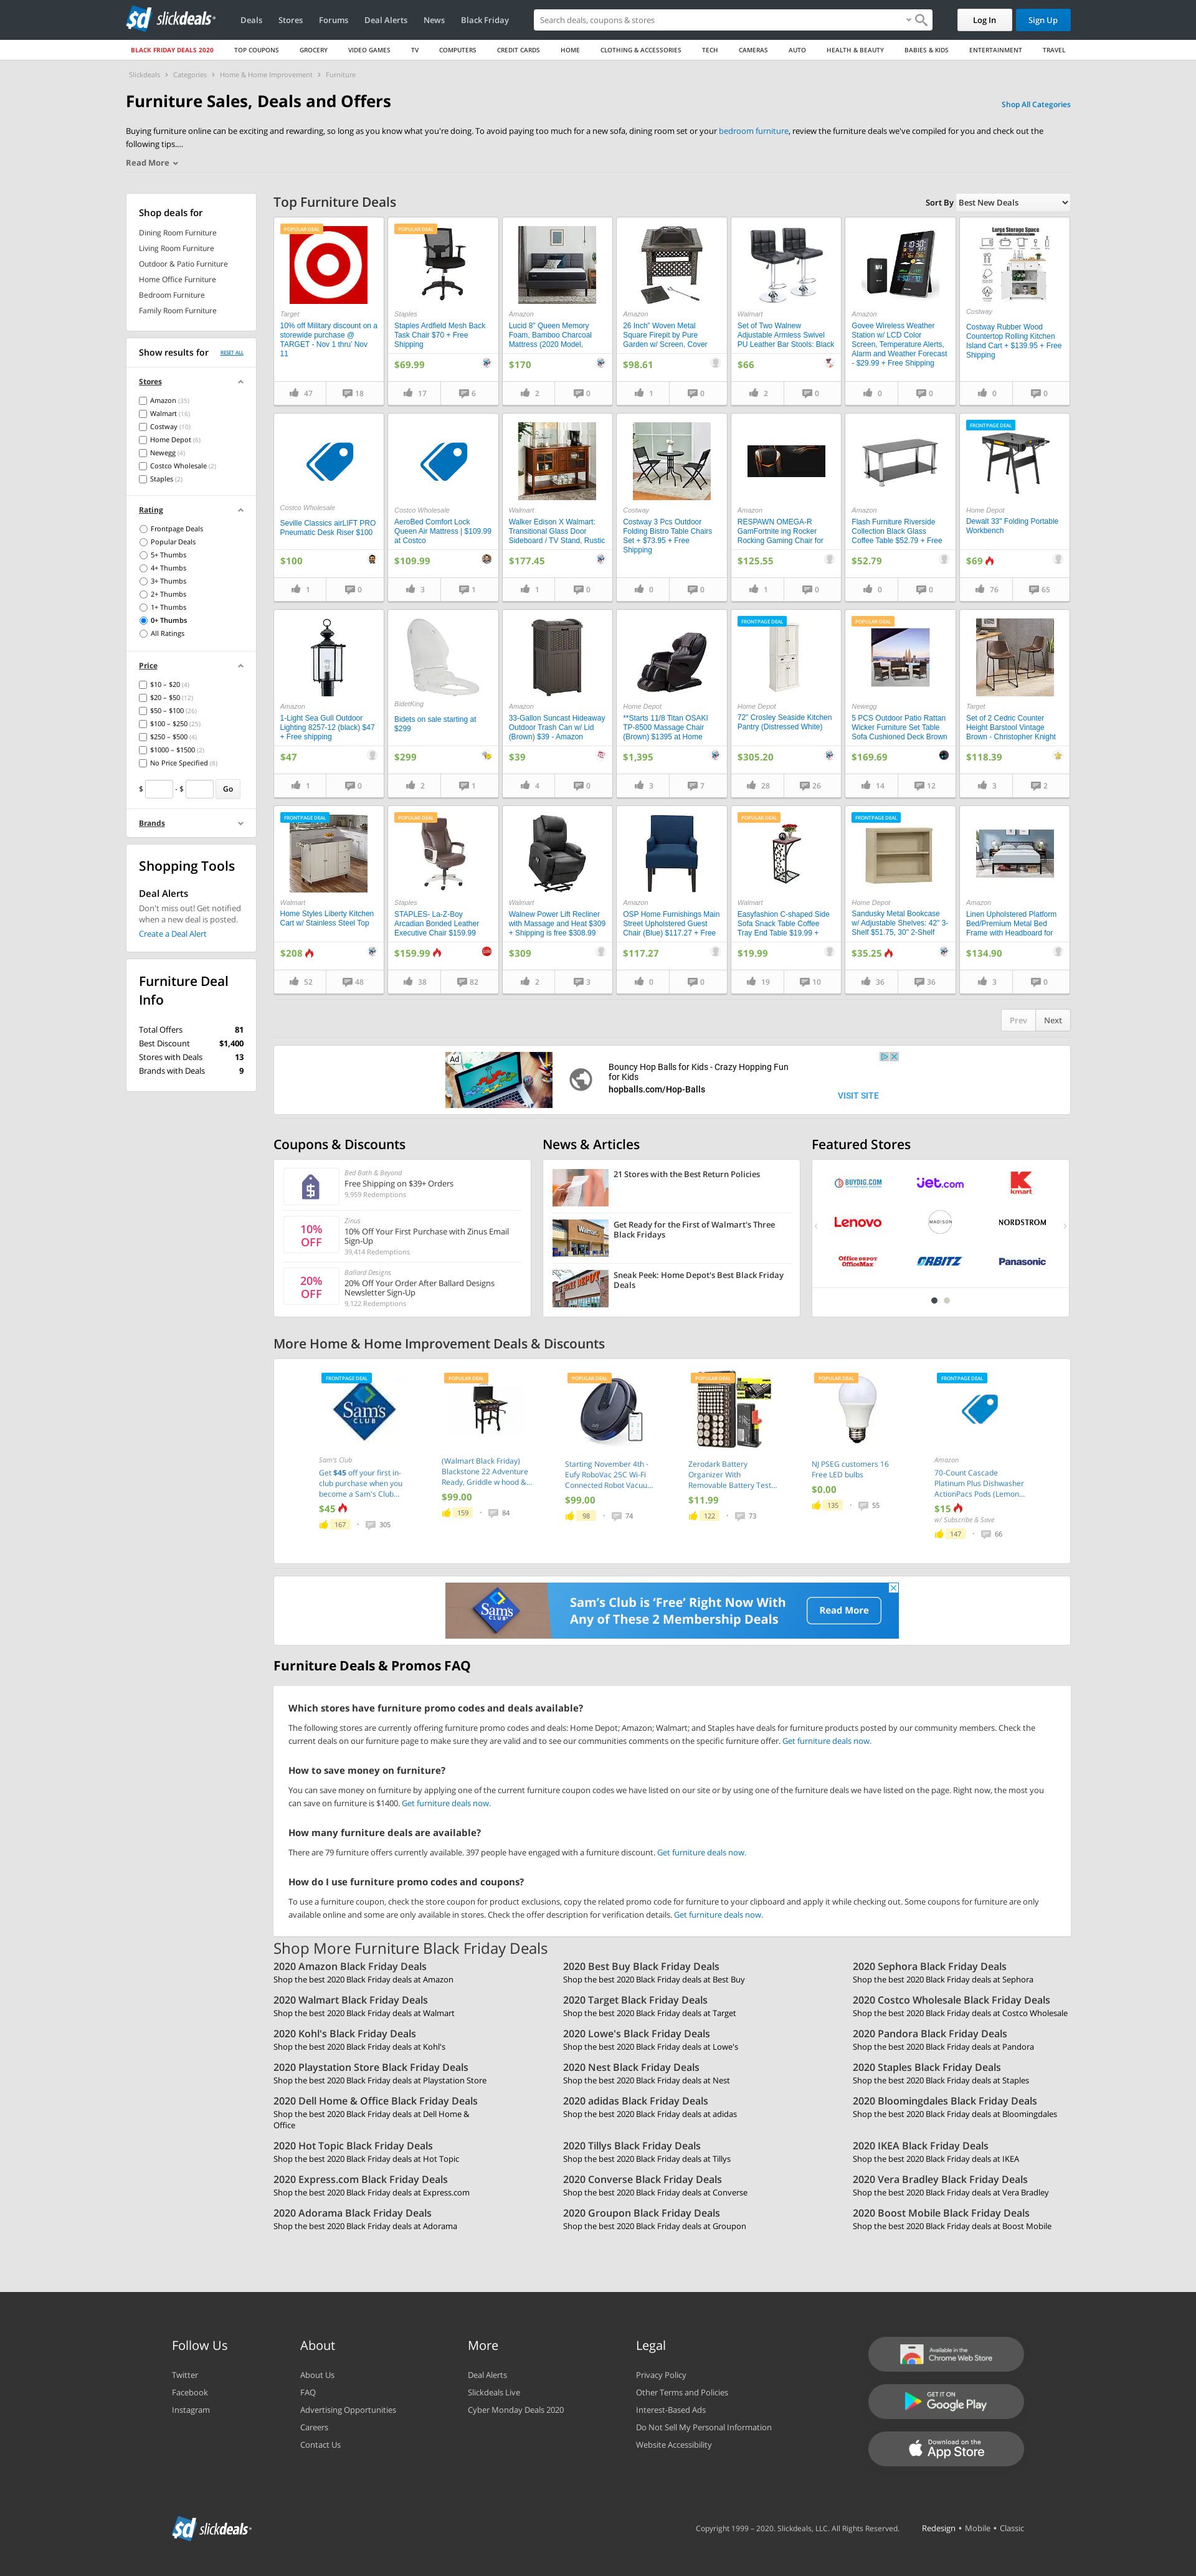 sd slickdeals
Deals
Stores
Forums
Deal Alerts
News
Black Friday
Search deals, coupons & stores
Log In
Sign Up
BLACK FRIDAY DEALS 2020
TOP COUPONS
GROCERY
VIDEO GAMES
TV
COMPUTERS
CREDIT CARDS
HOME
CLOTHING & ACCESSORIES
TECH
CAMERAS
AUTO
HEALTH & BEAUTY
BABIES & KIDS
ENTERTAINMENT
TRAVEL
Slickdeals › Categories › Home & Home Improvement › Furniture
Furniture Sales, Deals and Offers
Shop All Categories
Buying furniture online can be exciting and rewarding, so long as you know what you're doing. To avoid paying too much for a new sofa, dining room set or your bedroom furniture, review the furniture deals we've compiled for you and check out the
following tips....
Read More
Shop deals for
Dining Room Furniture
Living Room Furniture
Outdoor & Patio Furniture
Home Office Furniture
Bedroom Furniture
Family Room Furniture
Show results for
RESET ALL
Stores
Amazon (35)
Walmart (16)
Costway (10)
Home Depot (6)
Newegg (4)
Costco Wholesale (2)
Staples (2)
Rating
Frontpage Deals
Popular Deals
5+ Thumbs
4+ Thumbs
3+ Thumbs
2+ Thumbs
1+ Thumbs
0+ Thumbs
All Ratings
Price
$10 – $20 (4)
$20 – $50 (12)
$50 – $100 (26)
$100 – $250 (25)
$250 – $500 (4)
$1000 – $1500 (2)
No Price Specified (8)
$ - $ Go
Brands
Shopping Tools
Deal Alerts
Don't miss out! Get notified
when a new deal is posted.
Create a Deal Alert
Furniture Deal
Info
Total Offers 81
Best Discount $1,400
Stores with Deals 13
Brands with Deals 9
Top Furniture Deals
Sort By Best New Deals
POPULAR DEAL
Target
10% off Military discount on a
storewide purchase @
TARGET - Nov 1 thru' Nov
11
47 18
POPULAR DEAL
Staples
Staples Ardfield Mesh Back
Task Chair $70 + Free
Shipping
$69.99
17 6
Amazon
Lucid 8" Queen Memory
Foam, Bamboo Charcoal
Mattress (2020 Model,
$170
2 0
Amazon
26 Inch" Woven Metal
Square Firepit by Pure
Garden w/ Screen, Cover
$98.61
1 0
Walmart
Set of Two Walnew
Adjustable Armless Swivel
PU Leather Bar Stools: Black
$66
2 0
Amazon
Govee Wireless Weather
Station w/ LCD Color
Screen, Temperature Alerts,
Alarm and Weather Forecast
- $29.99 + Free Shipping
0 0
Large Storage Space
Costway
Costway Rubber Wood
Countertop Rolling Kitchen
Island Cart + $139.95 + Free
Shipping
0 0
Costco Wholesale
Seville Classics airLIFT PRO
Pneumatic Desk Riser $100
$100
1 0
Costco Wholesale
AeroBed Comfort Lock
Queen Air Mattress | $109.99
at Costco
$109.99
3 1
Walmart
Walker Edison X Walmart:
Transitional Glass Door
Sideboard / TV Stand, Rustic
$177.45
1 0
Costway
Costway 3 Pcs Outdoor
Folding Bistro Table Chairs
Set + $73.95 + Free
Shipping
0 0
Amazon
RESPAWN OMEGA-R
GamFortnite ing Rocker
Rocking Gaming Chair for
$125.55
1 0
Amazon
Flash Furniture Riverside
Collection Black Glass
Coffee Table $52.79 + Free
$52.79
0 0
FRONTPAGE DEAL
Home Depot
Dewalt 33" Folding Portable
Workbench
$69
76 65
Amazon
1-Light Sea Gull Outdoor
Lighting 8257-12 (black) $47
+ Free shipping
$47
1 0
BidetKing
Bidets on sale starting at
$299
$299
2 1
Amazon
33-Gallon Suncast Hideaway
Outdoor Trash Can w/ Lid
(Brown) $39 - Amazon
$39
4 0
Home Depot
**Starts 11/8 Titan OSAKI
TP-8500 Massage Chair
(Brown) $1395 at Home
$1,395
3 7
FRONTPAGE DEAL
Home Depot
72" Crosley Seaside Kitchen
Pantry (Distressed White)
$305.20
28 26
POPULAR DEAL
Newegg
5 PCS Outdoor Patio Rattan
Wicker Furniture Set Table
Sofa Cushioned Deck Brown
$169.69
14 12
Target
Set of 2 Cedric Counter
Height Barstool Vintage
Brown - Christopher Knight
$118.39
3 2
FRONTPAGE DEAL
Walmart
Home Styles Liberty Kitchen
Cart w/ Stainless Steel Top
$208
52 48
POPULAR DEAL
Staples
STAPLES- La-Z-Boy
Arcadian Bonded Leather
Executive Chair $159.99
$159.99
38 82
Walmart
Walnew Power Lift Recliner
with Massage and Heat $309
+ Shipping is free $308.99
$309
2 3
Amazon
OSP Home Furnishings Main
Street Upholstered Guest
Chair (Blue) $117.27 + Free
$117.27
0 0
POPULAR DEAL
Walmart
Easyfashion C-shaped Side
Sofa Snack Table Coffee
Tray End Table $19.99 +
$19.99
19 10
FRONTPAGE DEAL
Home Depot
Sandusky Metal Bookcase
w/ Adjustable Shelves: 42" 3-
Shelf $51.75, 30" 2-Shelf
$35.25
36 36
Amazon
Linen Upholstered Platform
Bed/Premium Metal Bed
Frame with Headboard for
$134.90
3 0
Prev Next
Ad
Bouncy Hop Balls for Kids - Crazy Hopping Fun
for Kids
hopballs.com/Hop-Balls
VISIT SITE
Coupons & Discounts
Bed Bath & Beyond
Free Shipping on $39+ Orders
9,959 Redemptions
10%
OFF
Zinus
10% Off Your First Purchase with Zinus Email
Sign-Up
39,414 Redemptions
20%
OFF
Ballard Designs
20% Off Your Order After Ballard Designs
Newsletter Sign-Up
9,122 Redemptions
News & Articles
21 Stores with the Best Return Policies
Get Ready for the First of Walmart's Three
Black Fridays
Sneak Peek: Home Depot's Best Black Friday
Deals
Featured Stores
BUYDIG.COM
jet.com
kmart
Lenovo
MADISON
NORDSTROM
Office DEPOT
OfficeMax
ORBITZ
Panasonic
More Home & Home Improvement Deals & Discounts
FRONTPAGE DEAL
Sam's CLUB
Sam's Club
Get $45 off your first in-
club purchase when you
become a Sam's Club...
$45
167 · 305
POPULAR DEAL
(Walmart Black Friday)
Blackstone 22 Adventure
Ready, Griddle w hood &...
$99.00
159 · 84
POPULAR DEAL
Starting November 4th -
Eufy RoboVac 25C Wi-Fi
Connected Robot Vacuu...
$99.00
98 · 74
POPULAR DEAL
Zerodark Battery
Organizer With
Removable Battery Test...
$11.99
122 · 73
POPULAR DEAL
NJ PSEG customers 16
Free LED bulbs
$0.00
135 · 55
FRONTPAGE DEAL
Amazon
70-Count Cascade
Platinum Plus Dishwasher
ActionPacs Pods (Lemon...
$15
w/ Subscribe & Save
147 · 66
Sam's CLUB
Sam's Club is ‘Free’ Right Now With
Any of These 2 Membership Deals
Read More
Furniture Deals & Promos FAQ
Which stores have furniture promo codes and deals available?
The following stores are currently offering furniture promo codes and deals: Home Depot; Amazon; Walmart; and Staples have deals for furniture products posted by our community members. Check the
current deals on our furniture page to make sure they are valid and to see our communities comments on the specific furniture offer. Get furniture deals now.
How to save money on furniture?
You can save money on furniture by applying one of the current furniture coupon codes we have listed on our site or by using one of the furniture deals we have listed on the page. Right now, the most you
can save on furniture is $1400. Get furniture deals now.
How many furniture deals are available?
There are 79 furniture offers currently available. 397 people have engaged with a furniture discount. Get furniture deals now.
How do I use furniture promo codes and coupons?
To use a furniture coupon, check the store coupon for product exclusions, copy the related promo code for furniture to your clipboard and apply it while checking out. Some coupons for furniture are only
available online and some are only available in stores. Check the offer description for verification details. Get furniture deals now.
Shop More Furniture Black Friday Deals
2020 Amazon Black Friday Deals
Shop the best 2020 Black Friday deals at Amazon
2020 Best Buy Black Friday Deals
Shop the best 2020 Black Friday deals at Best Buy
2020 Sephora Black Friday Deals
Shop the best 2020 Black Friday deals at Sephora
2020 Walmart Black Friday Deals
Shop the best 2020 Black Friday deals at Walmart
2020 Target Black Friday Deals
Shop the best 2020 Black Friday deals at Target
2020 Costco Wholesale Black Friday Deals
Shop the best 2020 Black Friday deals at Costco Wholesale
2020 Kohl's Black Friday Deals
Shop the best 2020 Black Friday deals at Kohl's
2020 Lowe's Black Friday Deals
Shop the best 2020 Black Friday deals at Lowe's
2020 Pandora Black Friday Deals
Shop the best 2020 Black Friday deals at Pandora
2020 Playstation Store Black Friday Deals
Shop the best 2020 Black Friday deals at Playstation Store
2020 Nest Black Friday Deals
Shop the best 2020 Black Friday deals at Nest
2020 Staples Black Friday Deals
Shop the best 2020 Black Friday deals at Staples
2020 Dell Home & Office Black Friday Deals
Shop the best 2020 Black Friday deals at Dell Home &
Office
2020 adidas Black Friday Deals
Shop the best 2020 Black Friday deals at adidas
2020 Bloomingdales Black Friday Deals
Shop the best 2020 Black Friday deals at Bloomingdales
2020 Hot Topic Black Friday Deals
Shop the best 2020 Black Friday deals at Hot Topic
2020 Tillys Black Friday Deals
Shop the best 2020 Black Friday deals at Tillys
2020 IKEA Black Friday Deals
Shop the best 2020 Black Friday deals at IKEA
2020 Express.com Black Friday Deals
Shop the best 2020 Black Friday deals at Express.com
2020 Converse Black Friday Deals
Shop the best 2020 Black Friday deals at Converse
2020 Vera Bradley Black Friday Deals
Shop the best 2020 Black Friday deals at Vera Bradley
2020 Adorama Black Friday Deals
Shop the best 2020 Black Friday deals at Adorama
2020 Groupon Black Friday Deals
Shop the best 2020 Black Friday deals at Groupon
2020 Boost Mobile Black Friday Deals
Shop the best 2020 Black Friday deals at Boost Mobile
Follow Us
Twitter
Facebook
Instagram
About
About Us
FAQ
Advertising Opportunities
Careers
Contact Us
More
Deal Alerts
Slickdeals Live
Cyber Monday Deals 2020
Legal
Privacy Policy
Other Terms and Policies
Interest-Based Ads
Do Not Sell My Personal Information
Website Accessibility
Available in the
Chrome Web Store
GET IT ON
Google Play
Download on the
App Store
sd slickdeals
Copyright 1999 – 2020. Slickdeals, LLC. All Rights Reserved.
Redesign • Mobile • Classic